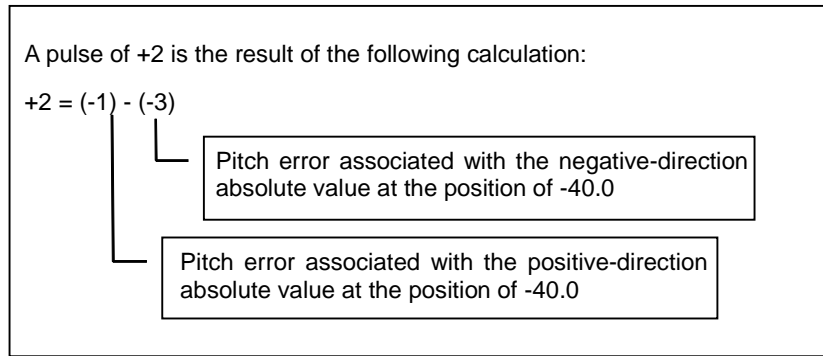 A pulse of +2 is the result of the following calculation:
+2 = (-1) - (-3)
Pitch error associated with the negative-direction
absolute value at the position of -40.0
Pitch error associated with the positive-direction
absolute value at the position of -40.0